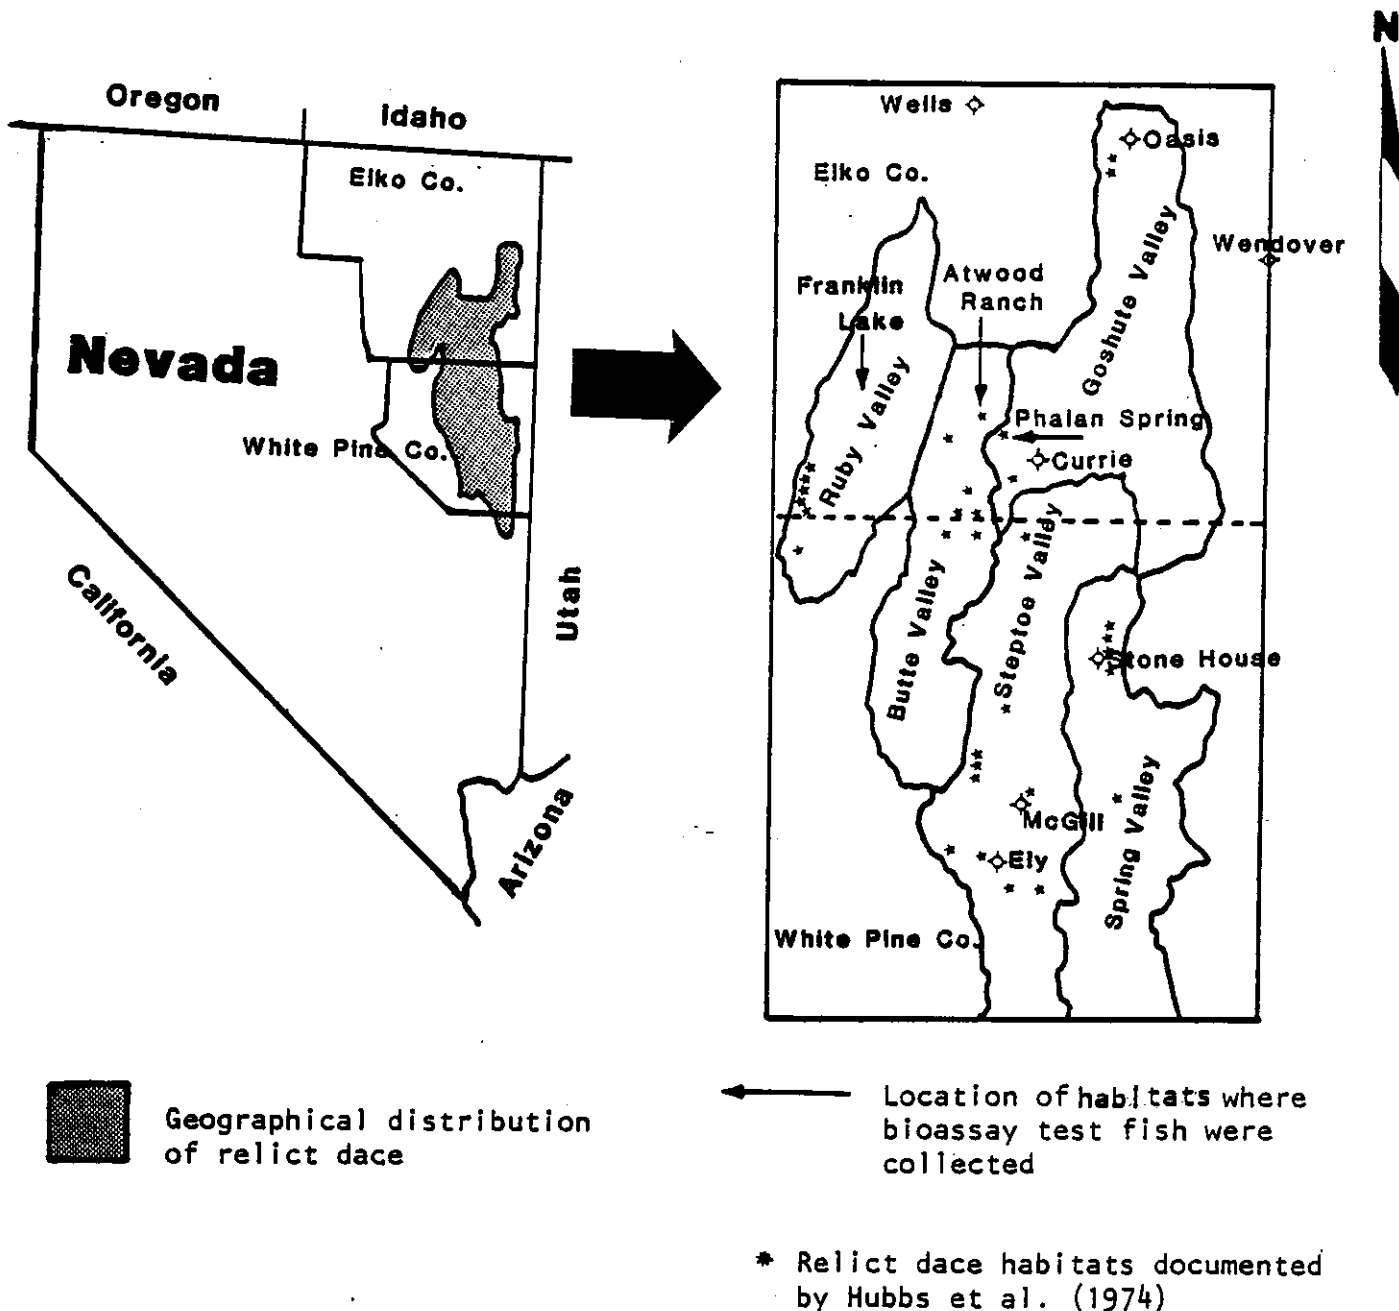 N
Oregon
Idaho
Elko Co.
Nevada
White Pine Co.
California
Utah
Arizona
Wells
Oasis
Elko Co.
Wendover
Goshute Valley
Franklin
Lake
Atwood
Ranch
Ruby Valley
Phalan Spring
Currie
Butte Valley
Steptoe Valley
Stone House
McGill
Ely
Spring Valley
White Pine Co.
Geographical distribution
of relict dace
Location of habitats where
bioassay test fish were
collected
* Relict dace habitats documented
by Hubbs et al. (1974)